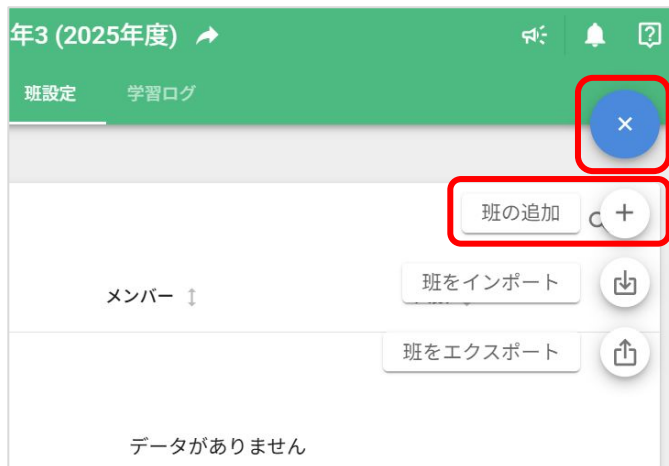 年3 (2025年度)
班設定 学習ログ
班の追加
メンバー
班をインポート
班をエクスポート
データがありません